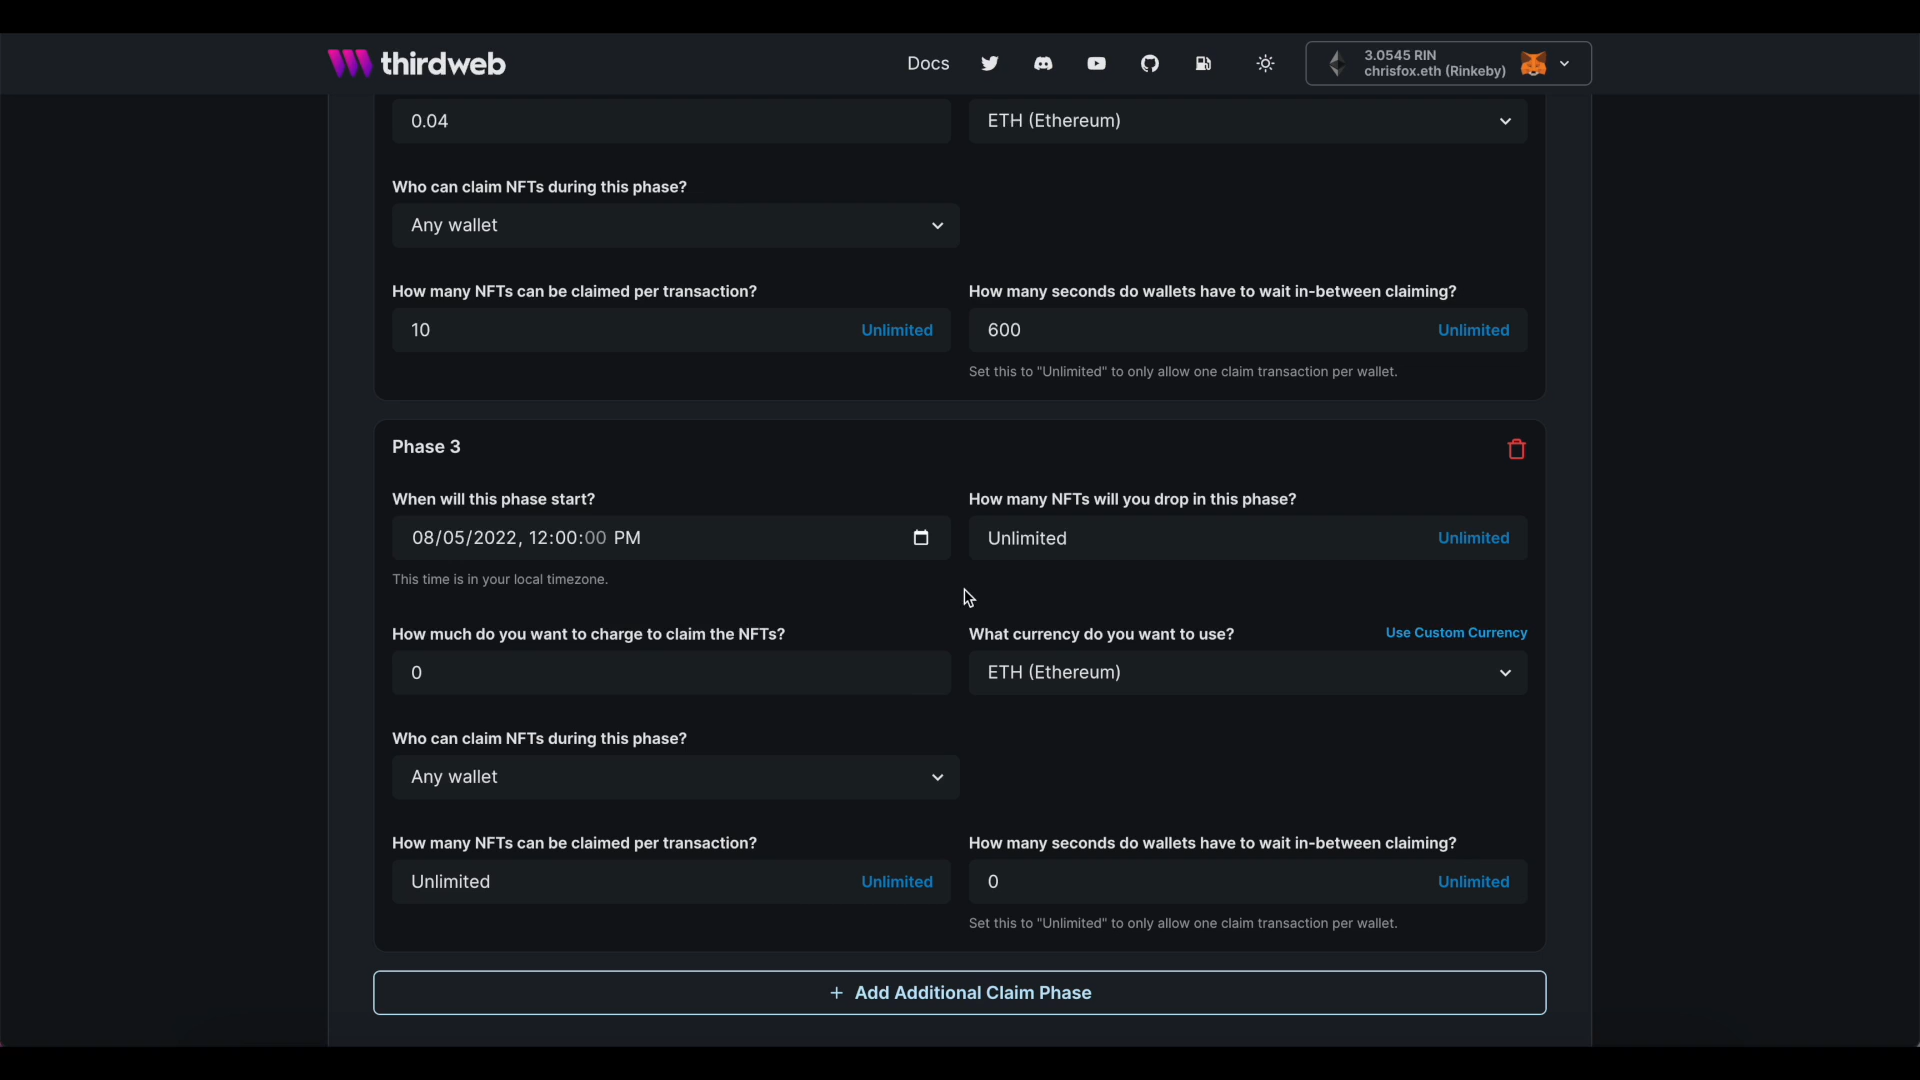 thirdweb
Docs
3.0545 RIN
chrisfox.eth (Rinkeby)
0.04
ETH (Ethereum)
Who can claim NFTs during this phase?
Any wallet
How many NFTs can be claimed per transaction?
How many seconds do wallets have to wait in-between claiming?
10 Unlimited
600 Unlimited
Set this to "Unlimited" to only allow one claim transaction per wallet.
Phase 3
When will this phase start?
How many NFTs will you drop in this phase?
08/05/2022, 12:00:00 PM
Unlimited Unlimited
This time is in your local timezone.
How much do you want to charge to claim the NFTs?
What currency do you want to use? Use Custom Currency
0
ETH (Ethereum)
Who can claim NFTs during this phase?
Any wallet
How many NFTs can be claimed per transaction?
How many seconds do wallets have to wait in-between claiming?
Unlimited Unlimited
0 Unlimited
Set this to "Unlimited" to only allow one claim transaction per wallet.
+ Add Additional Claim Phase